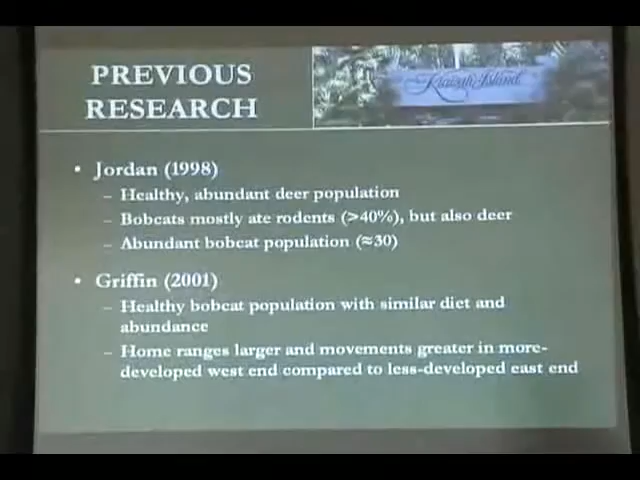 PREVIOUS
RESEARCH
Kiawah Island
• Jordan (1998)
– Healthy, abundant deer population
– Bobcats mostly ate rodents (>40%), but also deer
– Abundant bobcat population (≈30)
• Griffin (2001)
– Healthy bobcat population with similar diet and
abundance
– Home ranges larger and movements greater in more-
developed west end compared to less-developed east end